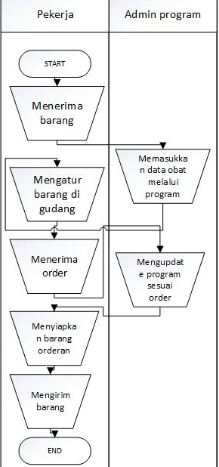 Pekerja
Admin program
START
Menerima
barang
Memasukka
n data obat
melalui
program
Mengatur
barang di
gudang
Menerima
order
Mengupdat
e program
sesuai
order
Menyiapka
n barang
orderan
Mengirim
barang
END